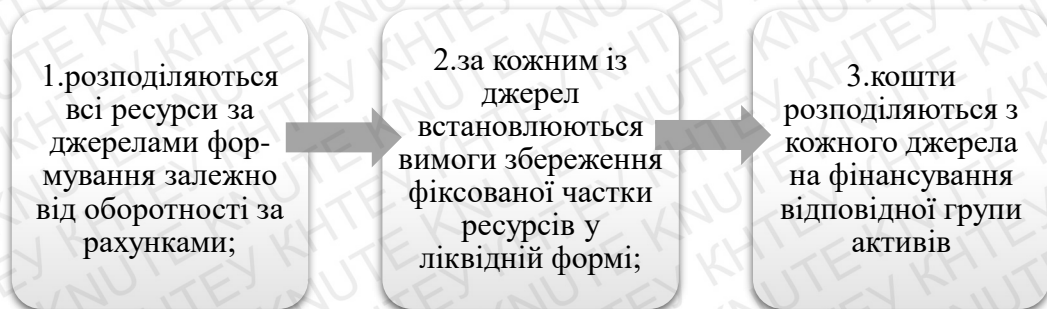 1.розподіляються
всі ресурси за
джерелами фор-
мування залежно
від оборотності за
рахунками;
2.за кожним із
джерел
встановлюються
вимоги збереження
фіксованої частки
ресурсів у
ліквідній формі;
3.кошти
розподіляються з
кожного джерела
на фінансування
відповідної групи
активів